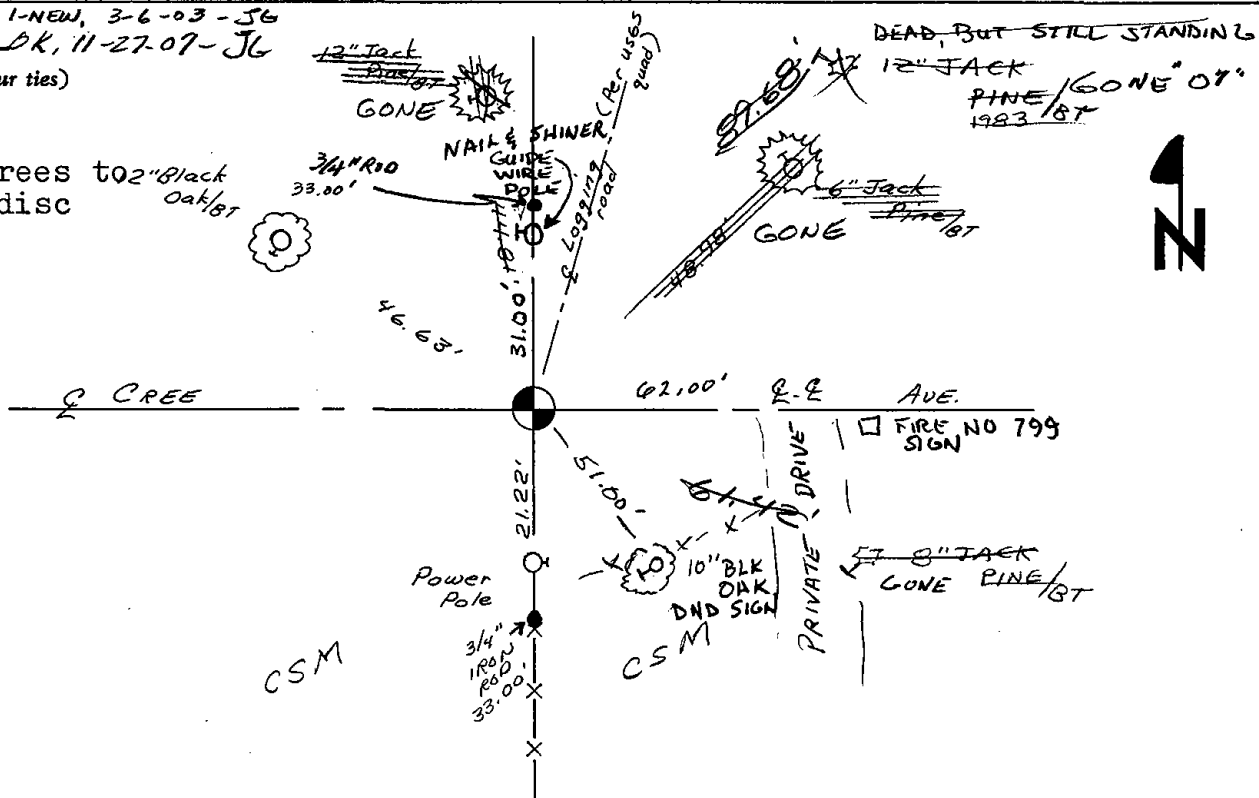 1-NEW, 3-6-03-JG
OK, 11-27-07-JG
ur ties)
rees to
disc
12" Jack
Pine/BT
GONE
NAIL & SHINER
GUIDE
WIRE
POLE
3/4" ROD
33.00'
2" Black
Oak/BT
℄ Logging road
(Per USGS quad)
87.68'
DEAD, BUT STILL STANDING
12" JACK
PINE/BT
1983
GONE "07"
6" Jack
Pine/BT
GONE
48.98
N
46.63'
31.00'
℄ CREE
62.00'
℄-℄
AVE.
FIRE NO 799
SIGN
21.22'
51.00'
PRIVATE DRIVE
Power
Pole
10" BLK
OAK
DND SIGN
8" JACK
PINE/BT
GONE
3/4"
IRON
ROD
33.00'
CSM
CSM